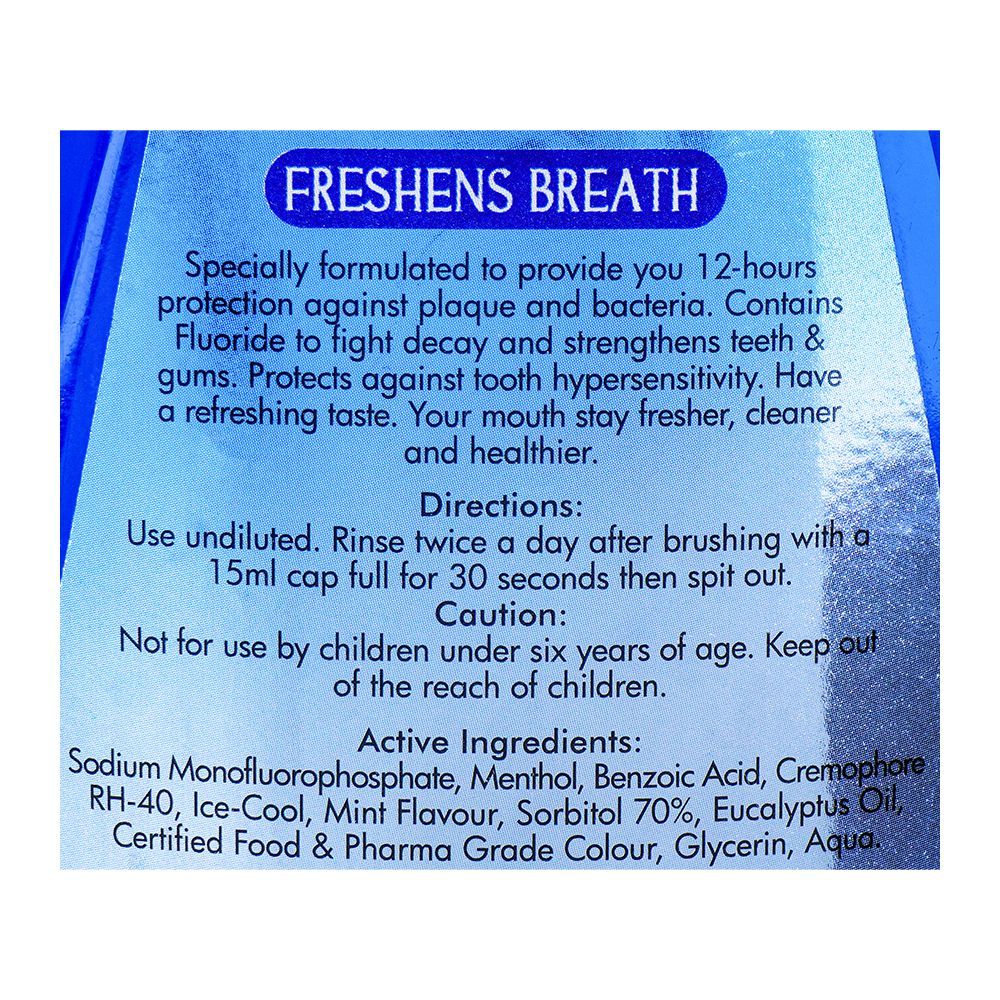 FRESHENS BREATH
Specially formulated to provide you 12-hours
protection against plaque and bacteria. Contains
Fluoride to fight decay and strengthens teeth &
gums. Protects against tooth hypersensitivity. Have
a refreshing taste. Your mouth stay fresher, cleaner
and healthier.
Directions:
Use undiluted. Rinse twice a day after brushing with a
15ml cap full for 30 seconds then spit out.
Caution:
Not for use by children under six years of age. Keep out
of the reach of children.
Active Ingredients:
Sodium Monofluorophosphate, Menthol, Benzoic Acid, Cremophore
RH-40, Ice-Cool, Mint Flavour, Sorbitol 70%, Eucalyptus Oil,
Certified Food & Pharma Grade Colour, Glycerin, Aqua.